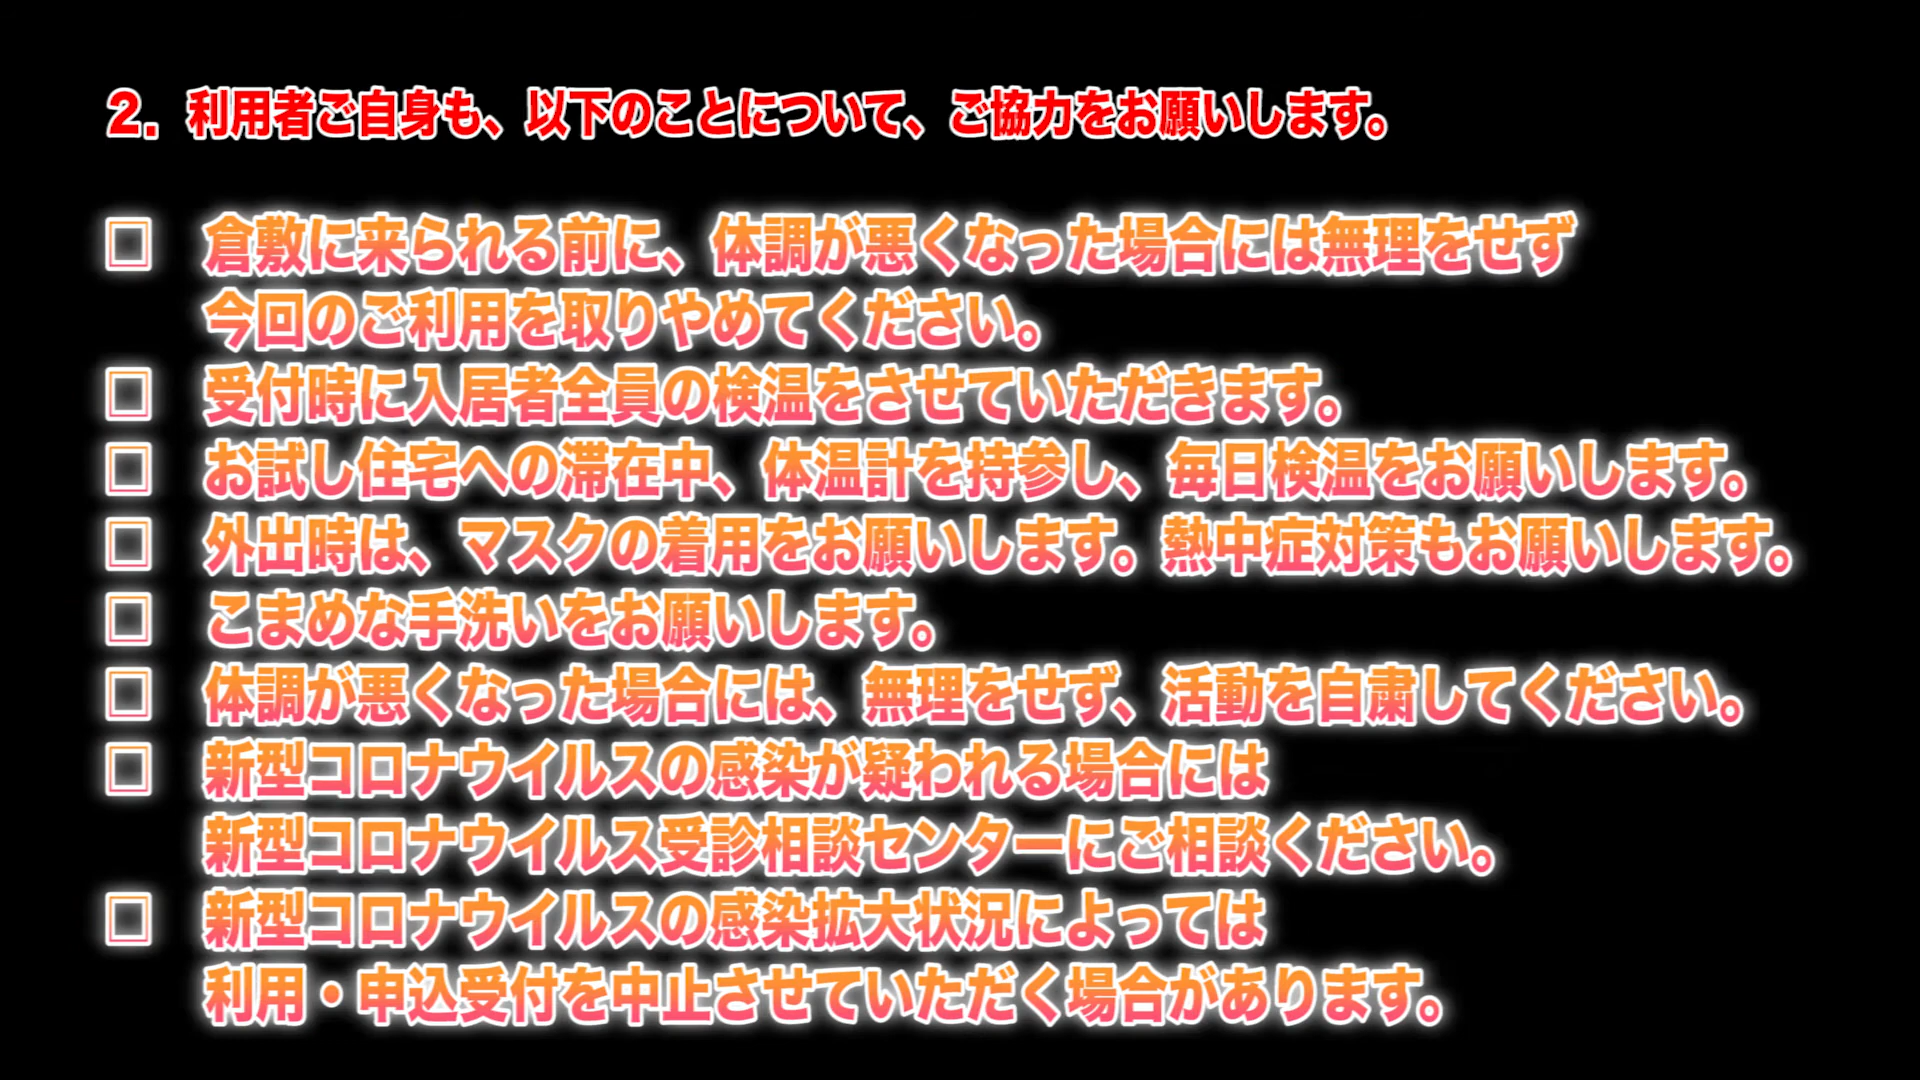 ２．利用者ご自身も、以下のことについて、ご協力をお願いします。
□　倉敷に来られる前に、体調が悪くなった場合には無理をせず
今回のご利用を取りやめてください。
□　受付時に入居者全員の検温をさせていただきます。
□　お試し住宅への滞在中、体温計を持参し、毎日検温をお願いします。
□　外出時は、マスクの着用をお願いします。熱中症対策もお願いします。
□　こまめな手洗いをお願いします。
□　体調が悪くなった場合には、無理をせず、活動を自粛してください。
□　新型コロナウイルスの感染が疑われる場合には
新型コロナウイルス受診相談センターにご相談ください。
□　新型コロナウイルスの感染拡大状況によっては
利用・申込受付を中止させていただく場合があります。